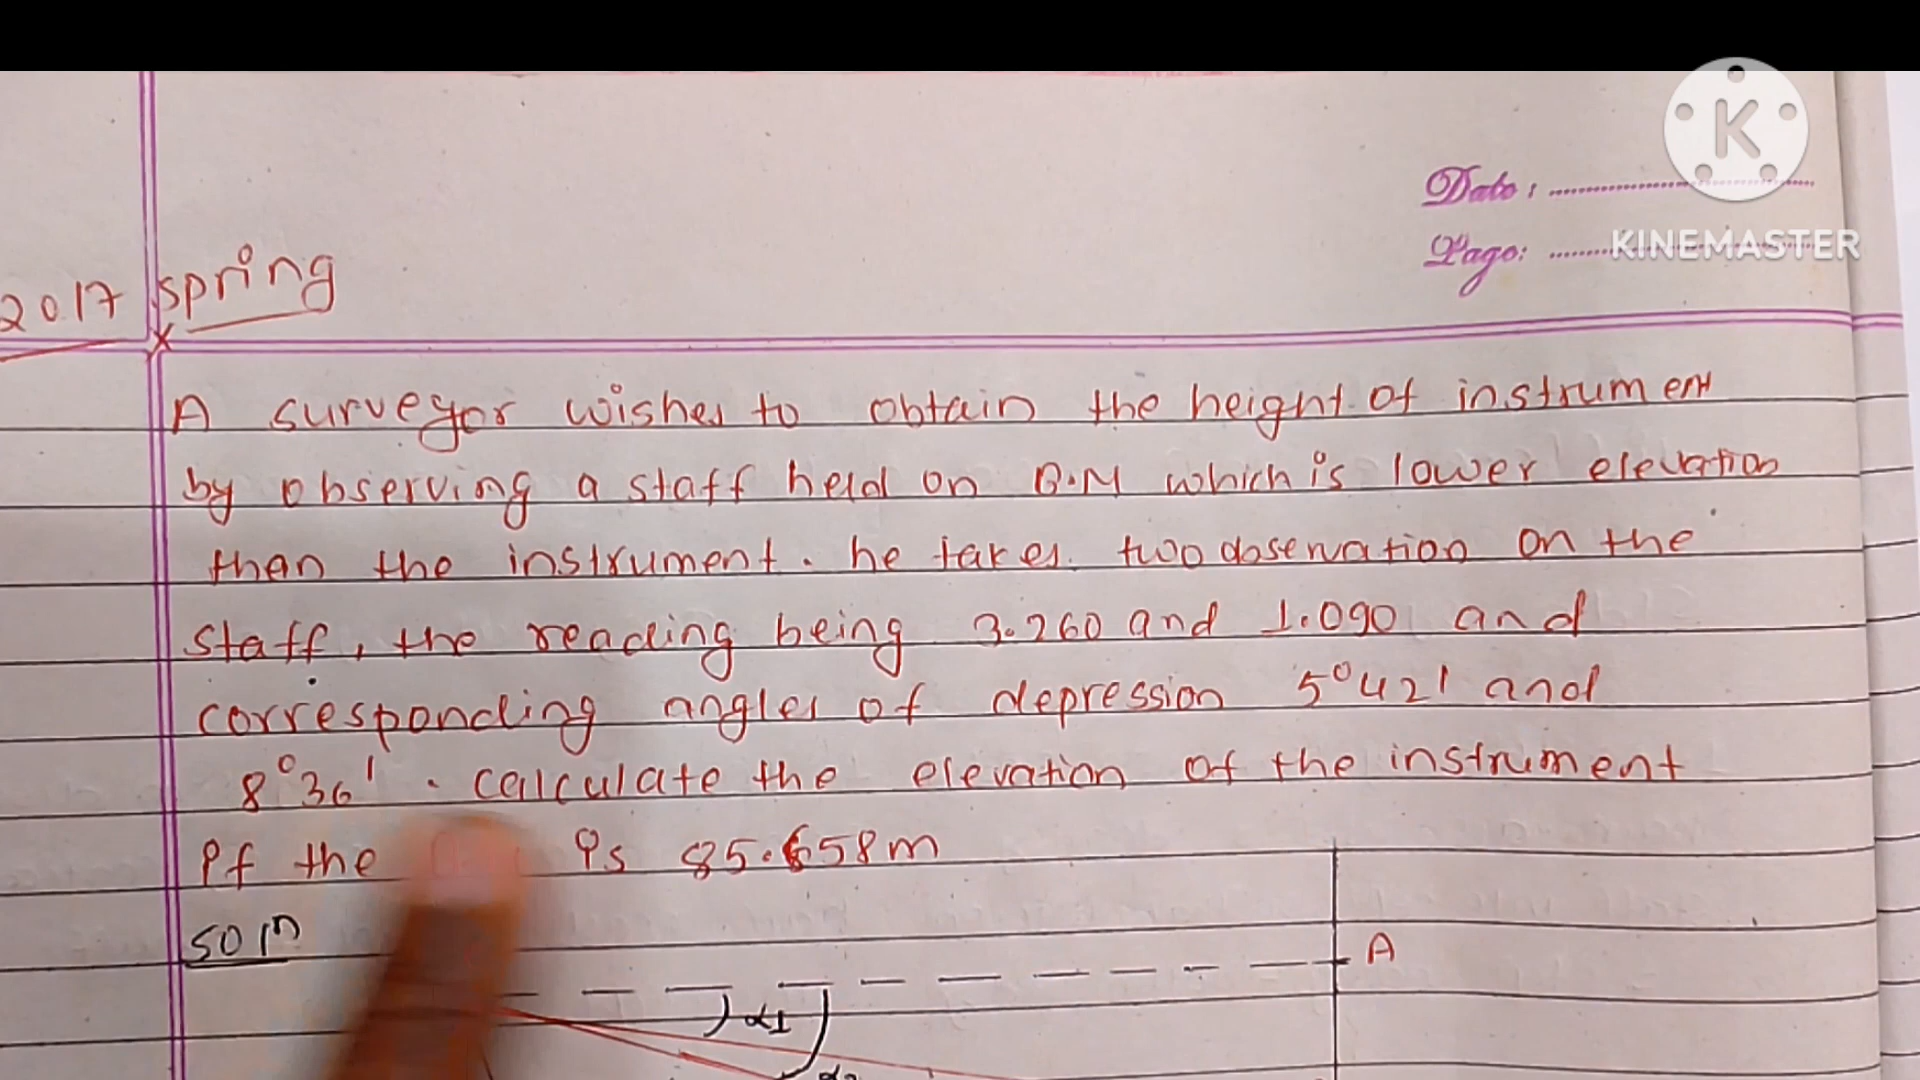 KINEMASTER
Date:
Page:
2017 spring
A surveyor wishes to obtain the height of instrument
by observing a staff held on B.M which is lower elevation
than the instrument. he takes two observation on the
staff, the reading being 3.260 and 1.090 and
corresponding angles of depression 5°42' and
8°36'. calculate the elevation of the instrument
if the is 85.658m
Soln
A
α1
α2